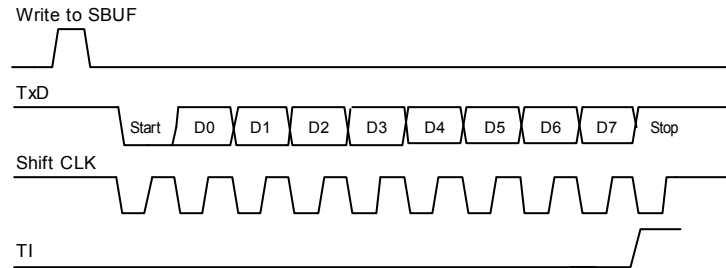 Write to SBUF
TxD
Start D0 D1 D2 D3 D4 D5 D6 D7 Stop
Shift CLK
TI